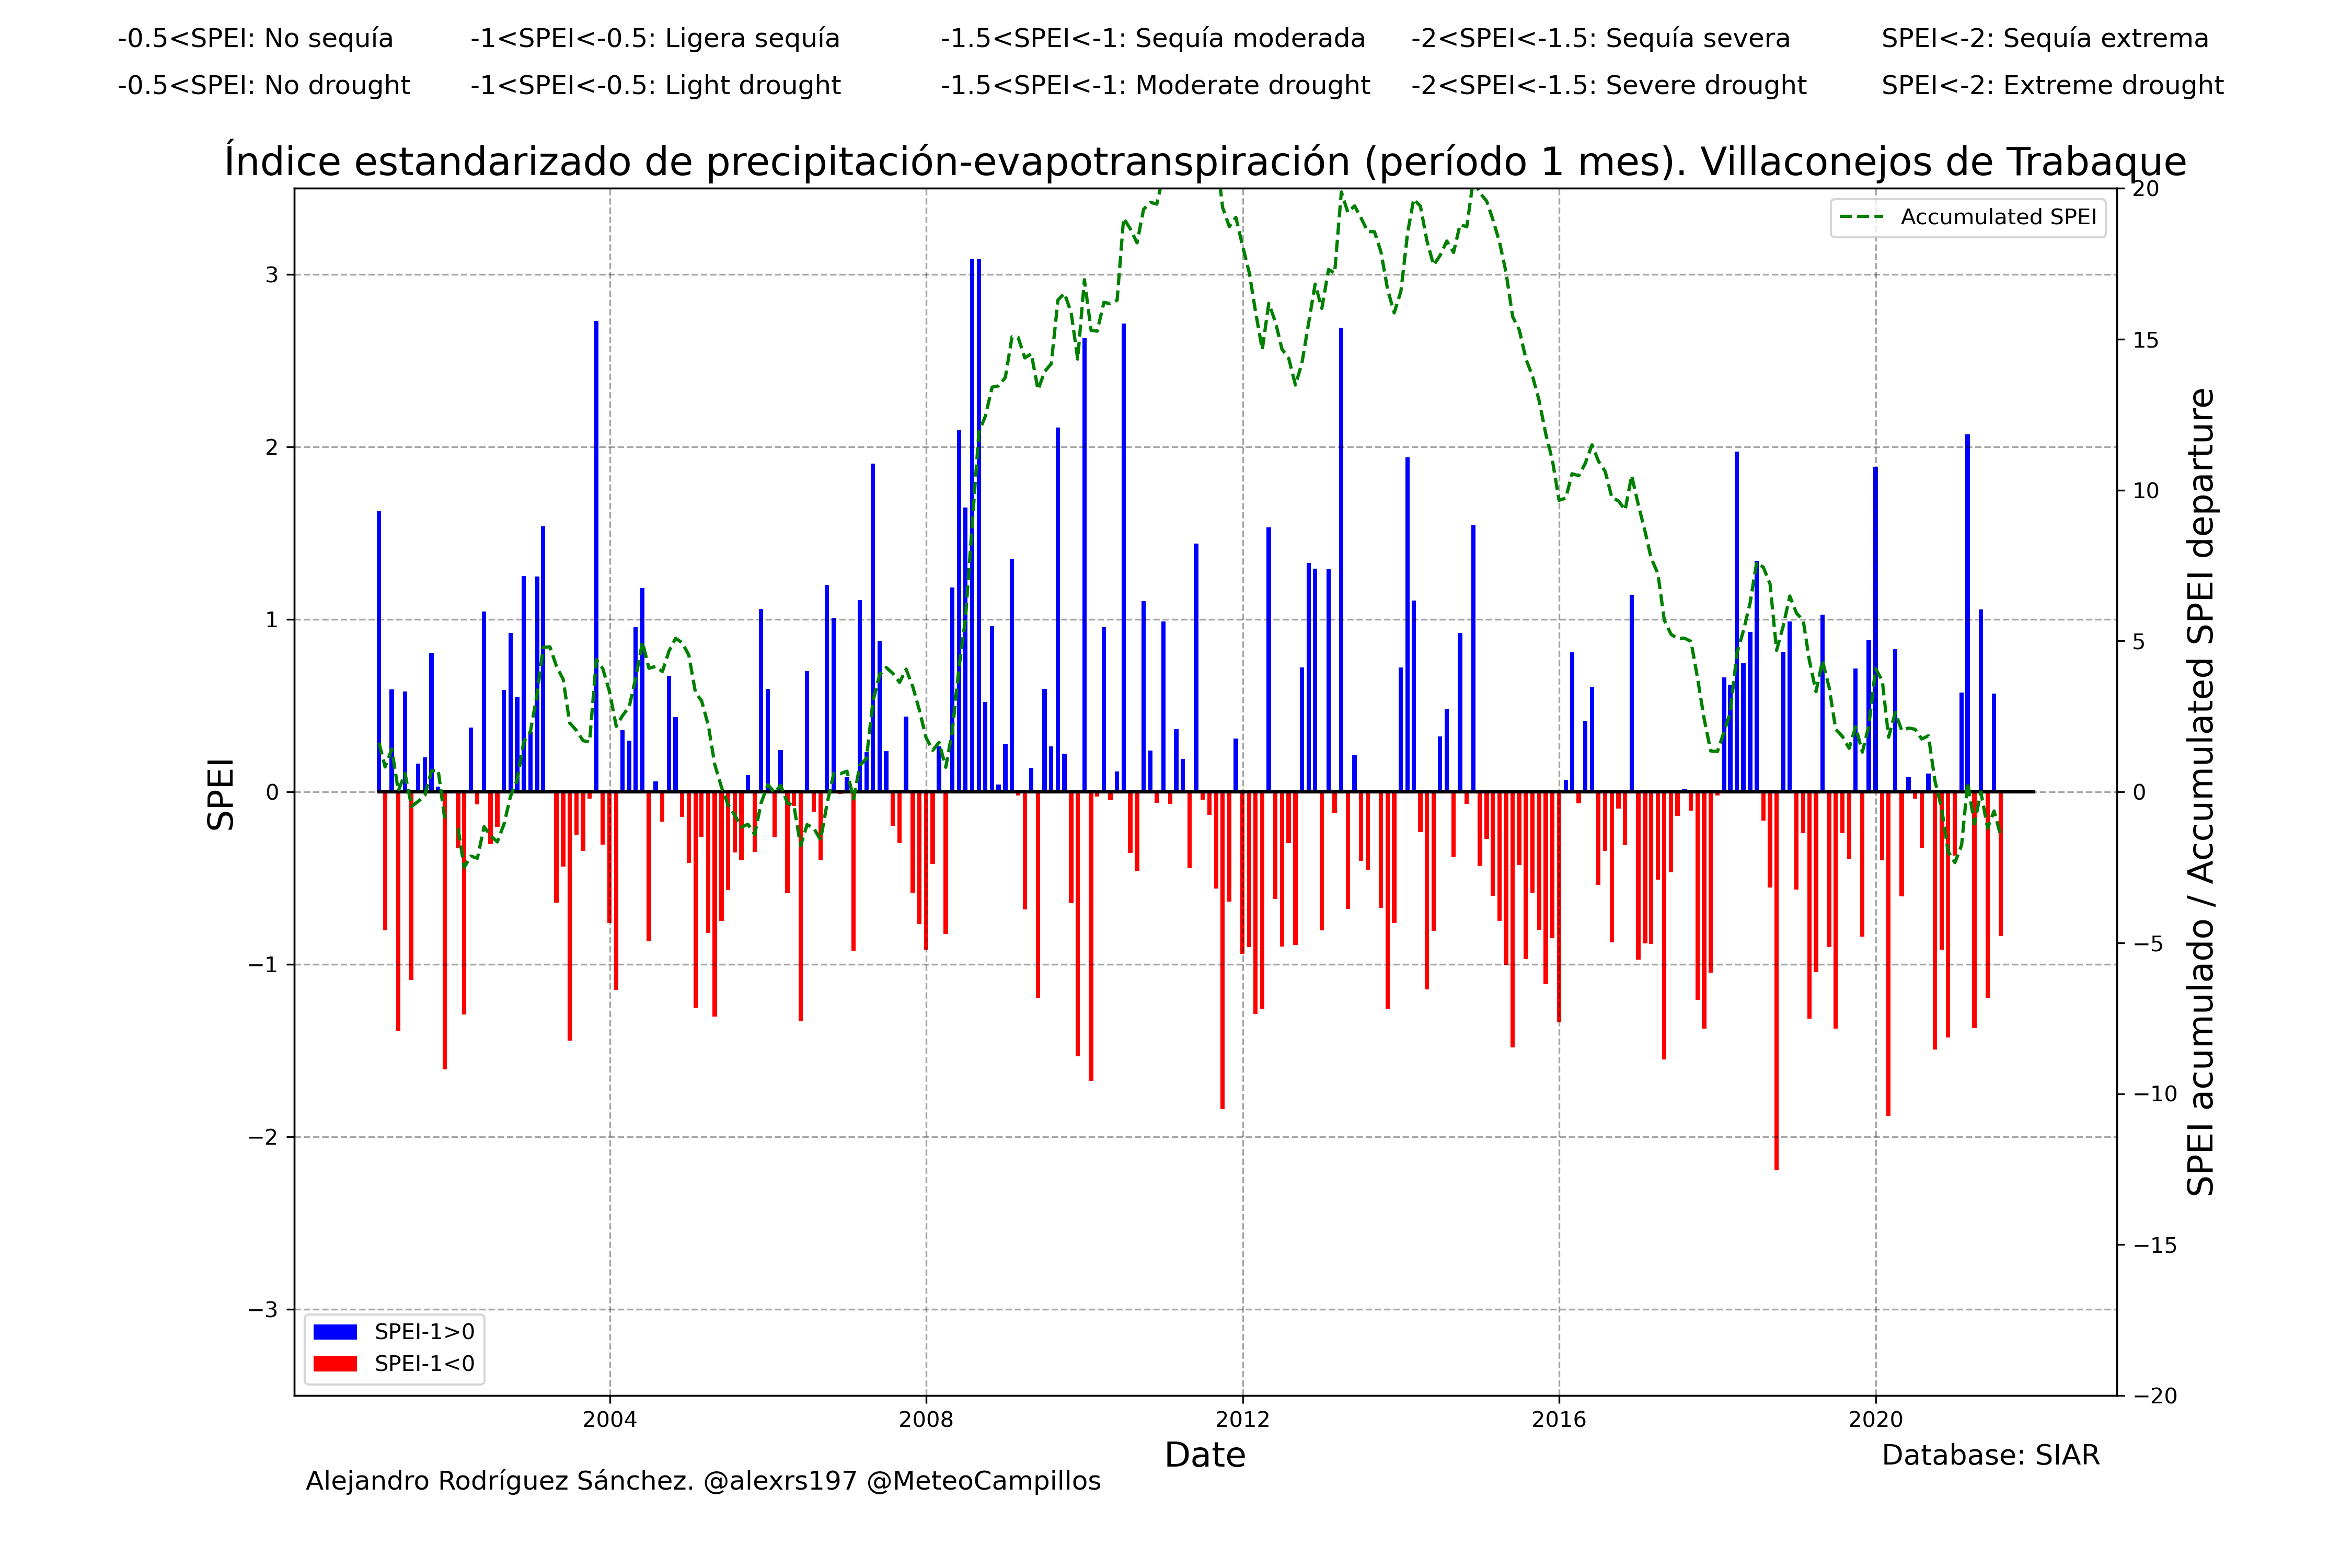 -0.5<SPEI: No sequía -1<SPEI<-0.5: Ligera sequía -1.5<SPEI<-1: Sequía moderada -2<SPEI<-1.5: Sequía severa SPEI<-2: Sequía extrema
-0.5<SPEI: No drought -1<SPEI<-0.5: Light drought -1.5<SPEI<-1: Moderate drought -2<SPEI<-1.5: Severe drought SPEI<-2: Extreme drought
Índice estandarizado de precipitación-evapotranspiración (período 1 mes). Villaconejos de Trabaque
Accumulated SPEI
SPEI
3
2
1
0
−1
−2
−3
20
15
10
5
0
−5
−10
−15
−20
SPEI acumulado / Accumulated SPEI departure
SPEI-1>0
SPEI-1<0
2004 2008 2012 2016 2020
Date
Database: SIAR
Alejandro Rodríguez Sánchez. @alexrs197 @MeteoCampillos